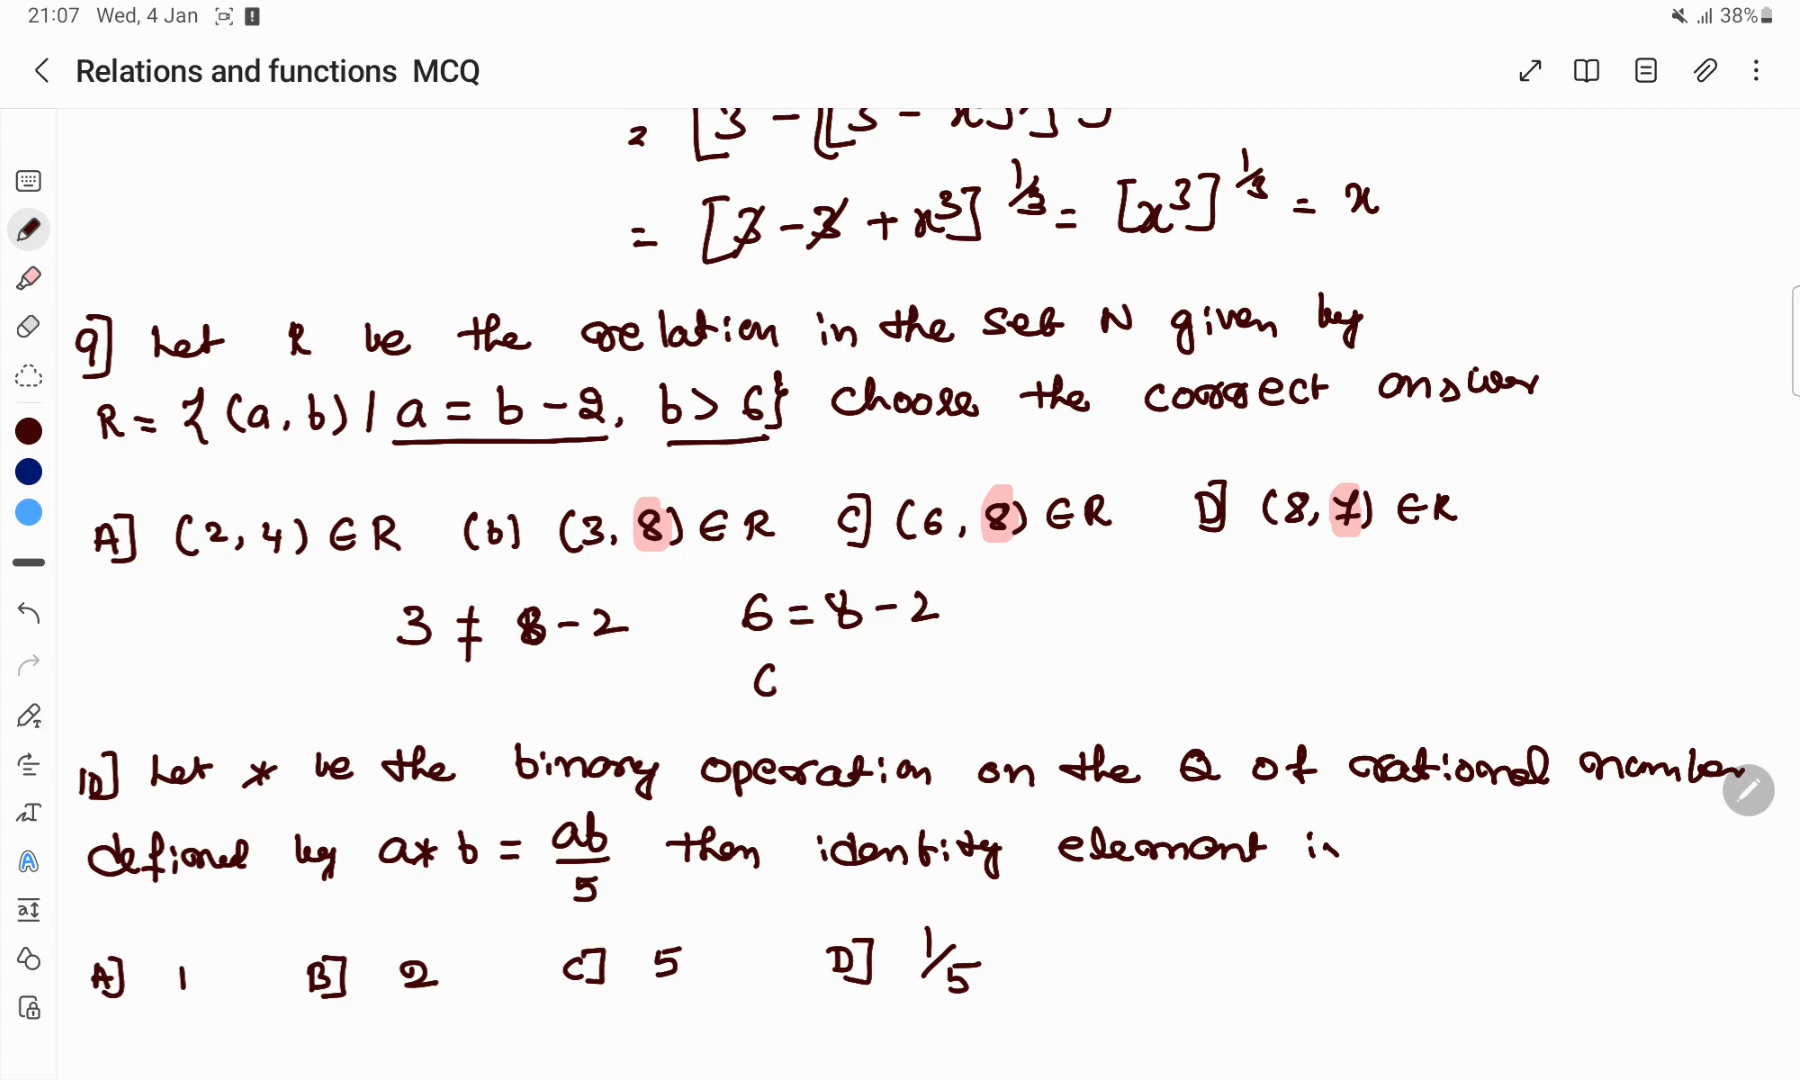 21:07 Wed, 4 Jan 38%
Relations and functions MCQ
= [3 - [[3 -
= [3 - 3 + x³]^1/3 = [x³]^1/3 = x
9] Let R be the relation in the set N given by
R = { (a, b) / a = b - 2, b > 6} choose the correct answer
A] (2, 4) ∈ R (b) (3, 8) ∈ R C] (6, 8) ∈ R D] (8, 7) ∈ R
3 ≠ 8 - 2 6 = 8 - 2
C
10] Let * be the binary operation on the Q of rational number
defined by a * b = ab/5 then identity element is
A] 1 B] 2 C] 5 D] 1/5